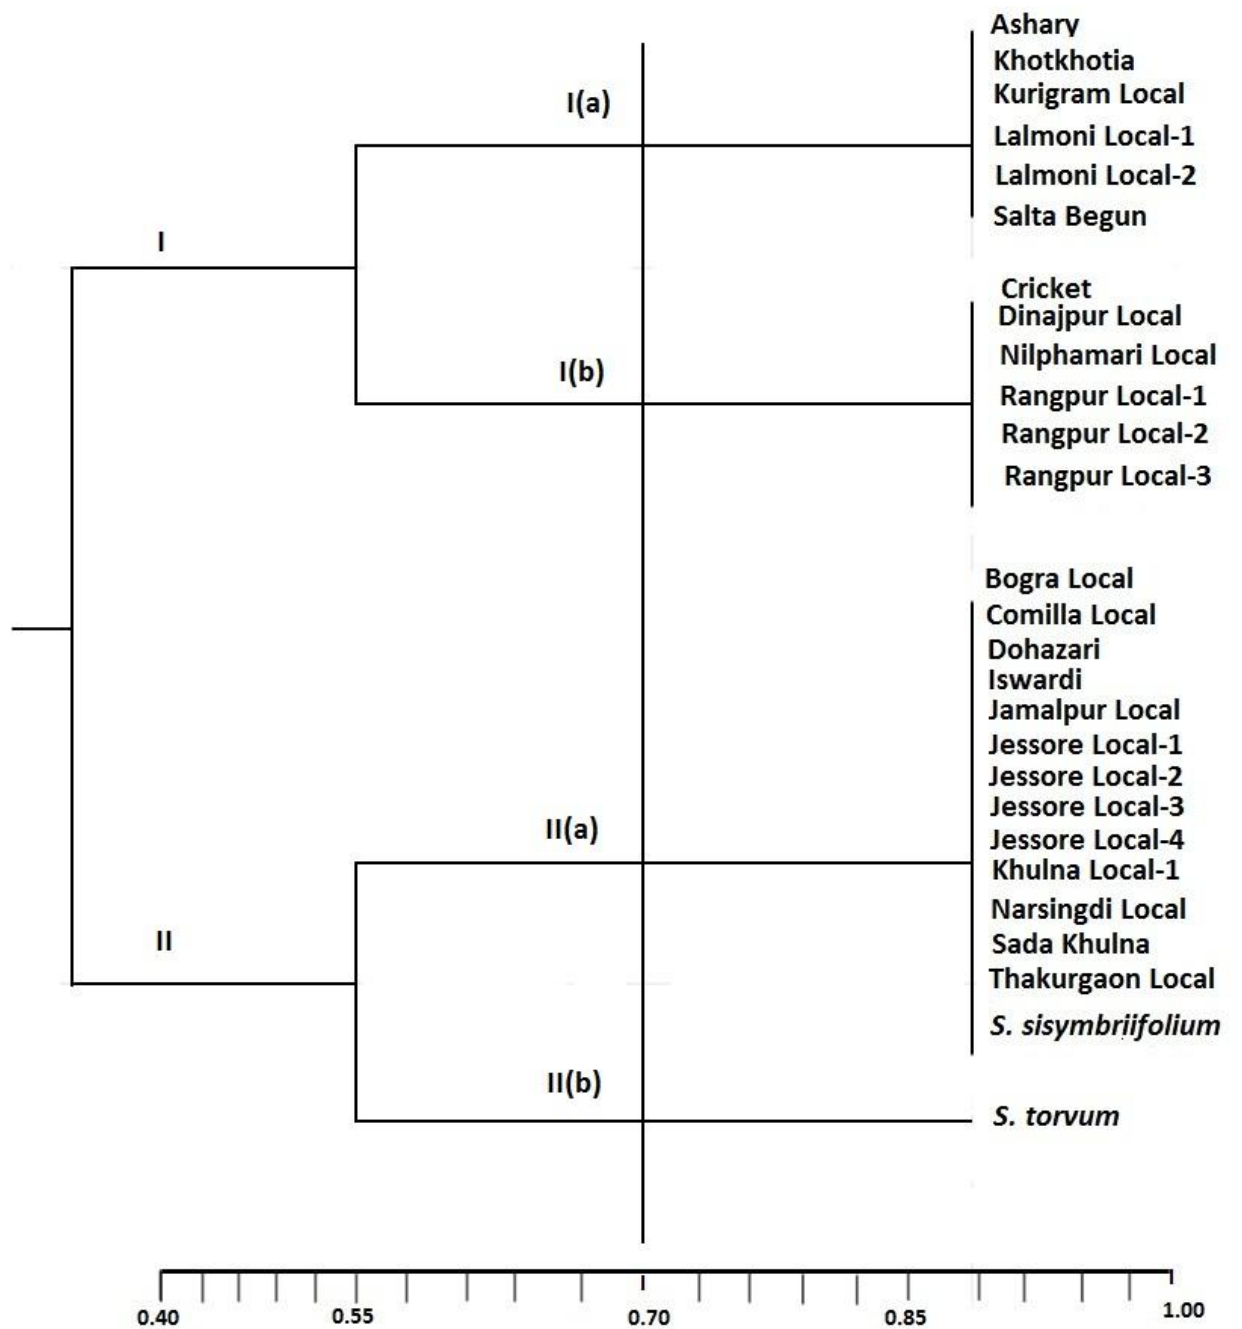 Ashary
Khotkhotia
I(a)
Kurigram Local
Lalmoni Local-1
Lalmoni Local-2
Salta Begun
I
Cricket
Dinajpur Local
Nilphamari Local
I(b)
Rangpur Local-1
Rangpur Local-2
Rangpur Local-3
Bogra Local
Comilla Local
Dohazari
Iswardi
Jamalpur Local
Jessore Local-1
Jessore Local-2
Jessore Local-3
II(a)
Jessore Local-4
Khulna Local-1
Narsingdi Local
II
Sada Khulna
Thakurgaon Local
S. sisymbriifolium
II(b)
S. torvum
0.40 0.55 0.70 0.85 1.00